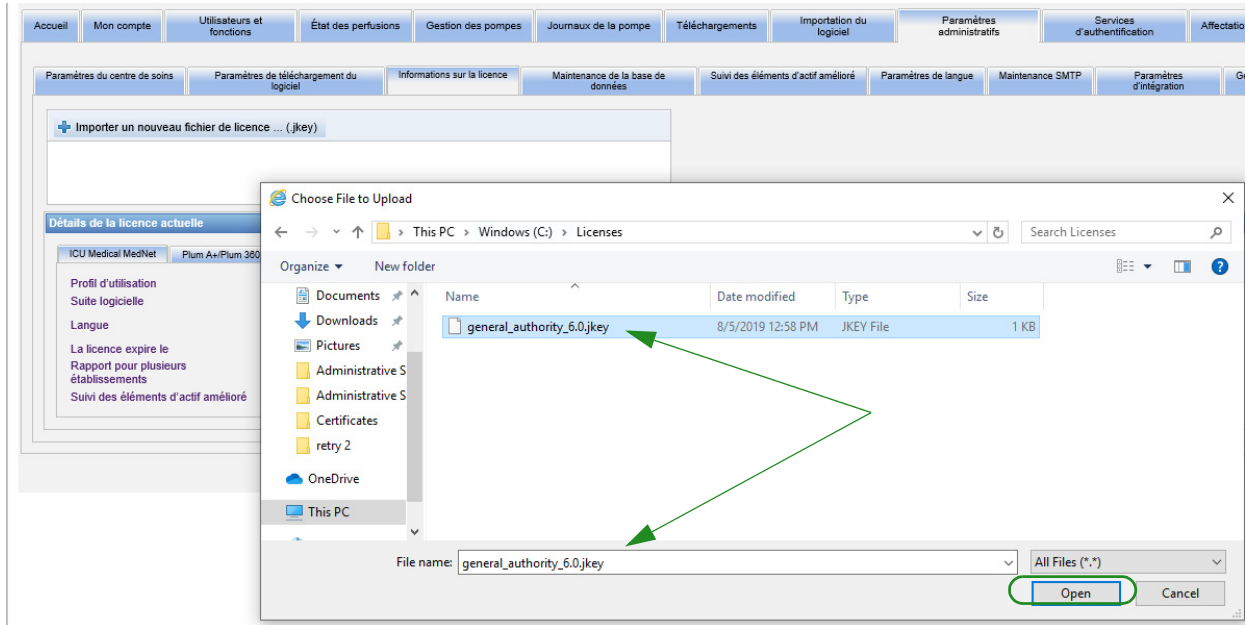 Accueil
Mon compte
Utilisateurs et
fonctions
État des perfusions
Gestion des pompes
Journaux de la pompe
Téléchargements
Importation du
logiciel
Paramètres
administratifs
Services
d'authentification
Affectatio
Paramètres du centre de soins
Paramètres de téléchargement du
logiciel
Informations sur la licence
Maintenance de la base de
données
Suivi des éléments d'actif amélioré
Paramètres de langue
Maintenance SMTP
Paramètres
d'intégration
Importer un nouveau fichier de licence ... (.jkey)
Détails de la licence actuelle
ICU Medical MedNet
Plum A+/Plum 360
Profil d'utilisation
Suite logicielle
Langue
La licence expire le
Rapport pour plusieurs
établissements
Suivi des éléments d'actif amélioré
Choose File to Upload
This PC > Windows (C:) > Licenses
Search Licenses
Organize
New folder
Documents
Downloads
Pictures
Administrative S
Administrative S
Certificates
retry 2
OneDrive
This PC
Name
Date modified
Type
Size
general_authority_6.0.jkey
8/5/2019 12:58 PM
JKEY File
1 KB
File name:
general_authority_6.0.jkey
All Files (*.*)
Open
Cancel